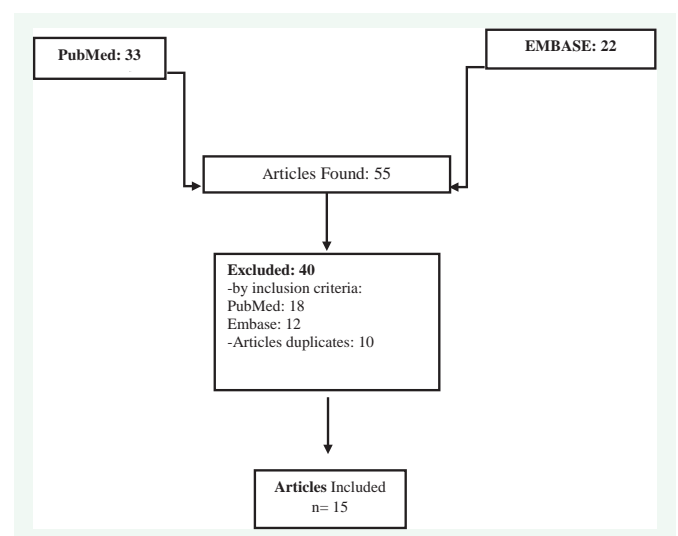 PubMed: 33
EMBASE: 22
Articles Found: 55
Excluded: 40
-by inclusion criteria:
PubMed: 18
Embase: 12
-Articles duplicates: 10
Articles Included
n= 15